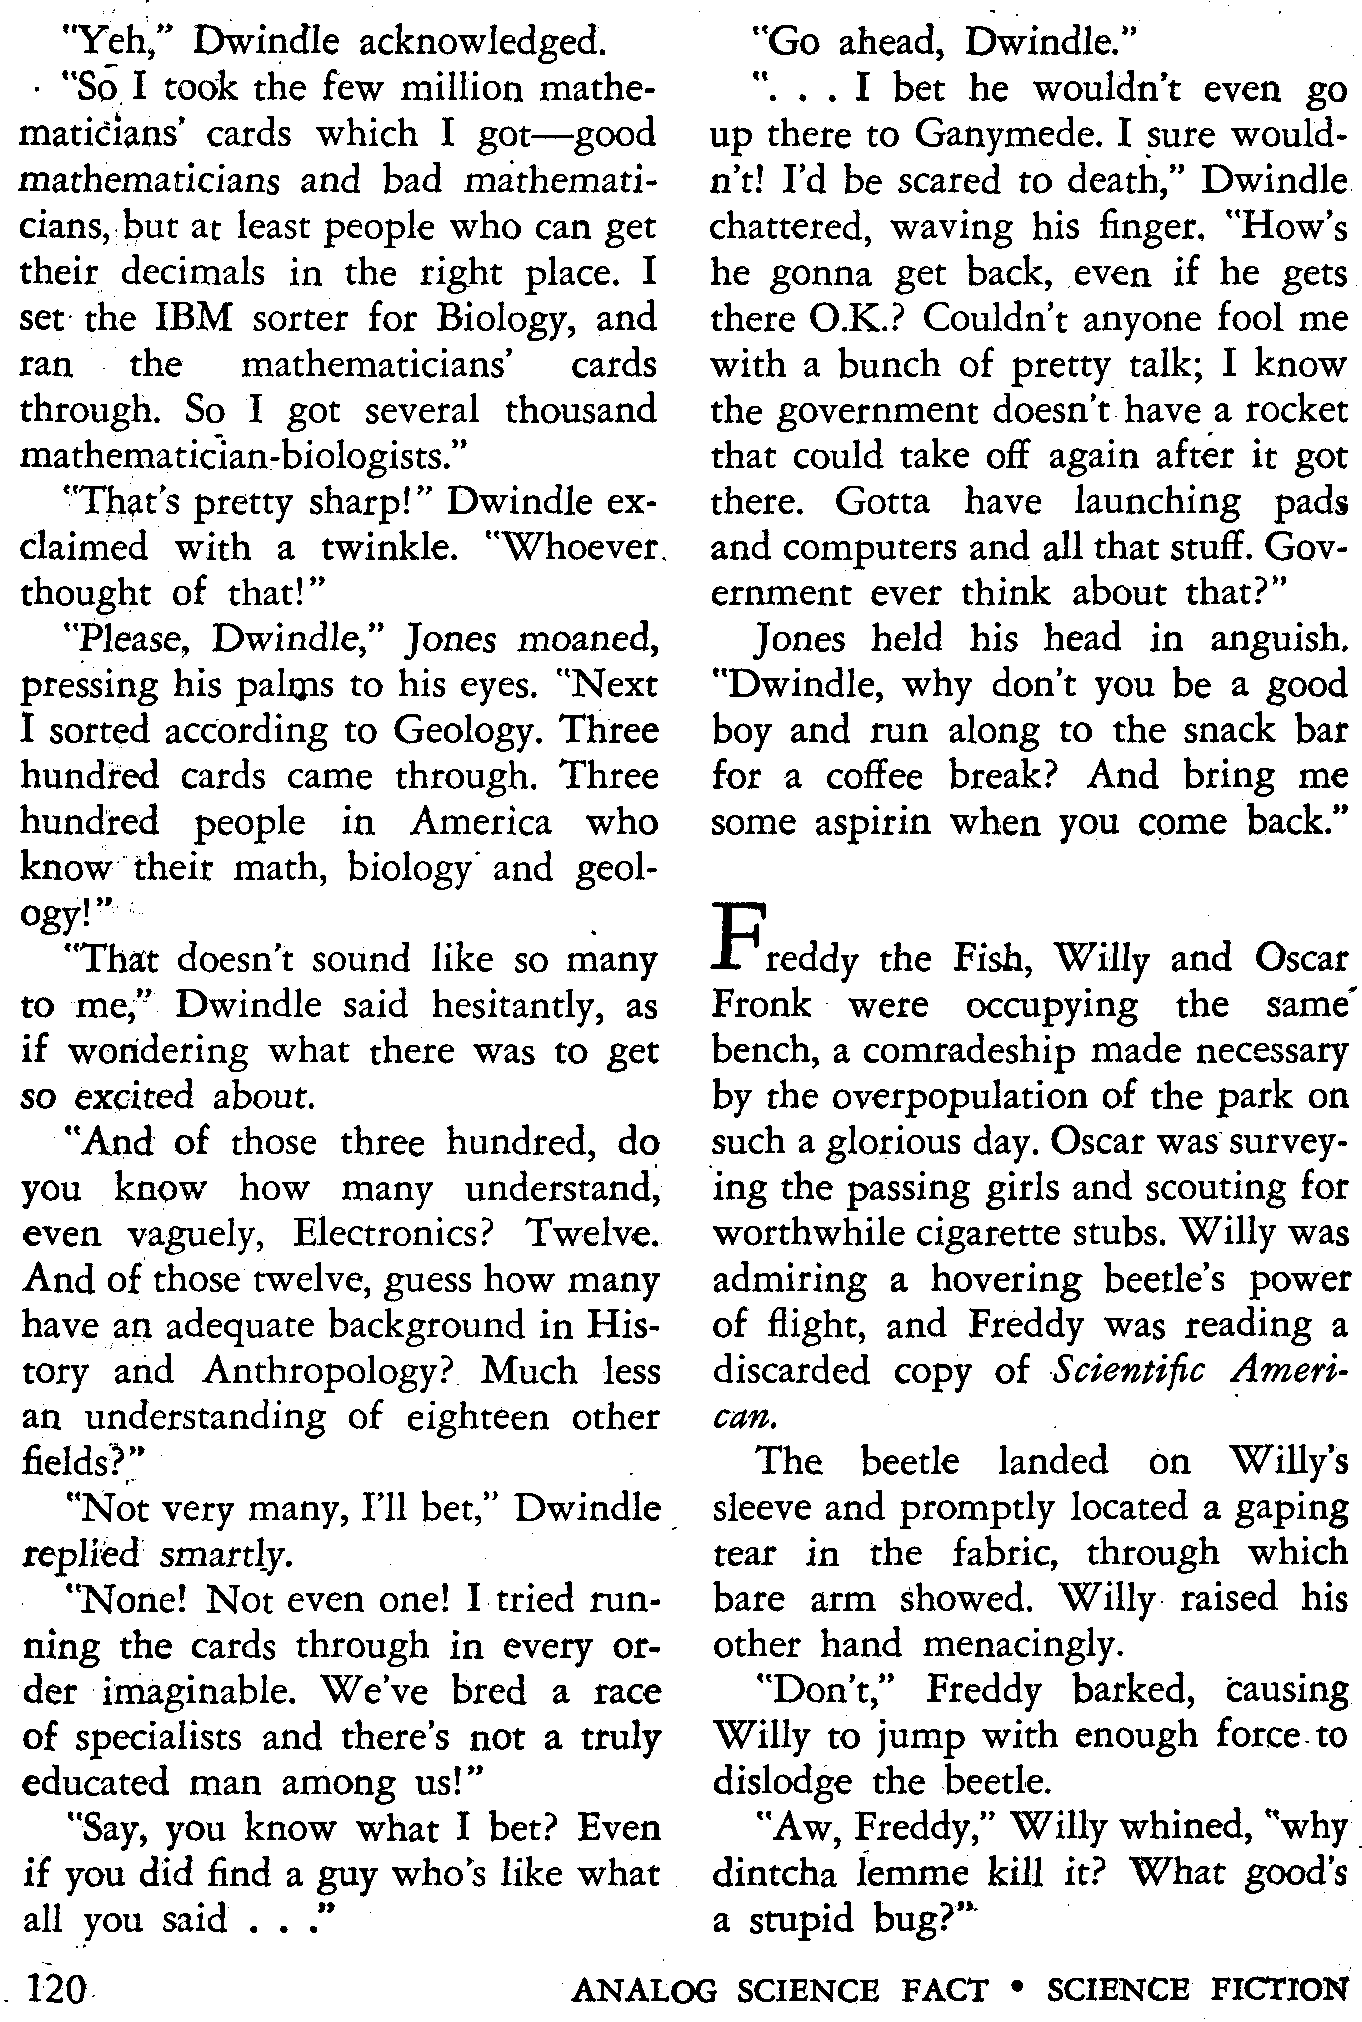 "Yeh," Dwindle acknowledged.
"So I took the few million mathe-
maticians' cards which I got—good
mathematicians and bad mathemati-
cians, but at least people who can get
their decimals in the right place. I
set the IBM sorter for Biology, and
ran the mathematicians' cards
through. So I got several thousand
mathematician-biologists."
"That's pretty sharp!" Dwindle ex-
claimed with a twinkle. "Whoever
thought of that!"
"Please, Dwindle," Jones moaned,
pressing his palms to his eyes. "Next
I sorted according to Geology. Three
hundred cards came through. Three
hundred people in America who
know their math, biology and geol-
ogy!"
"That doesn't sound like so many
to me," Dwindle said hesitantly, as
if wondering what there was to get
so excited about.
"And of those three hundred, do
you know how many understand,
even vaguely, Electronics? Twelve.
And of those twelve, guess how many
have an adequate background in His-
tory and Anthropology? Much less
an understanding of eighteen other
fields?"
"Not very many, I'll bet," Dwindle
replied smartly.
"None! Not even one! I tried run-
ning the cards through in every or-
der imaginable. We've bred a race
of specialists and there's not a truly
educated man among us!"
"Say, you know what I bet? Even
if you did find a guy who's like what
all you said . . ."
"Go ahead, Dwindle."
". . . I bet he wouldn't even go
up there to Ganymede. I sure would-
n't! I'd be scared to death," Dwindle
chattered, waving his finger. "How's
he gonna get back, even if he gets
there O.K.? Couldn't anyone fool me
with a bunch of pretty talk; I know
the government doesn't have a rocket
that could take off again after it got
there. Gotta have launching pads
and computers and all that stuff. Gov-
ernment ever think about that?"
Jones held his head in anguish.
"Dwindle, why don't you be a good
boy and run along to the snack bar
for a coffee break? And bring me
some aspirin when you come back."
Freddy the Fish, Willy and Oscar
Fronk were occupying the same
bench, a comradeship made necessary
by the overpopulation of the park on
such a glorious day. Oscar was survey-
ing the passing girls and scouting for
worthwhile cigarette stubs. Willy was
admiring a hovering beetle's power
of flight, and Freddy was reading a
discarded copy of Scientific Ameri-
can.
The beetle landed on Willy's
sleeve and promptly located a gaping
tear in the fabric, through which
bare arm showed. Willy raised his
other hand menacingly.
"Don't," Freddy barked, causing
Willy to jump with enough force to
dislodge the beetle.
"Aw, Freddy," Willy whined, "why
dintcha lemme kill it? What good's
a stupid bug?"
120 ANALOG SCIENCE FACT • SCIENCE FICTION